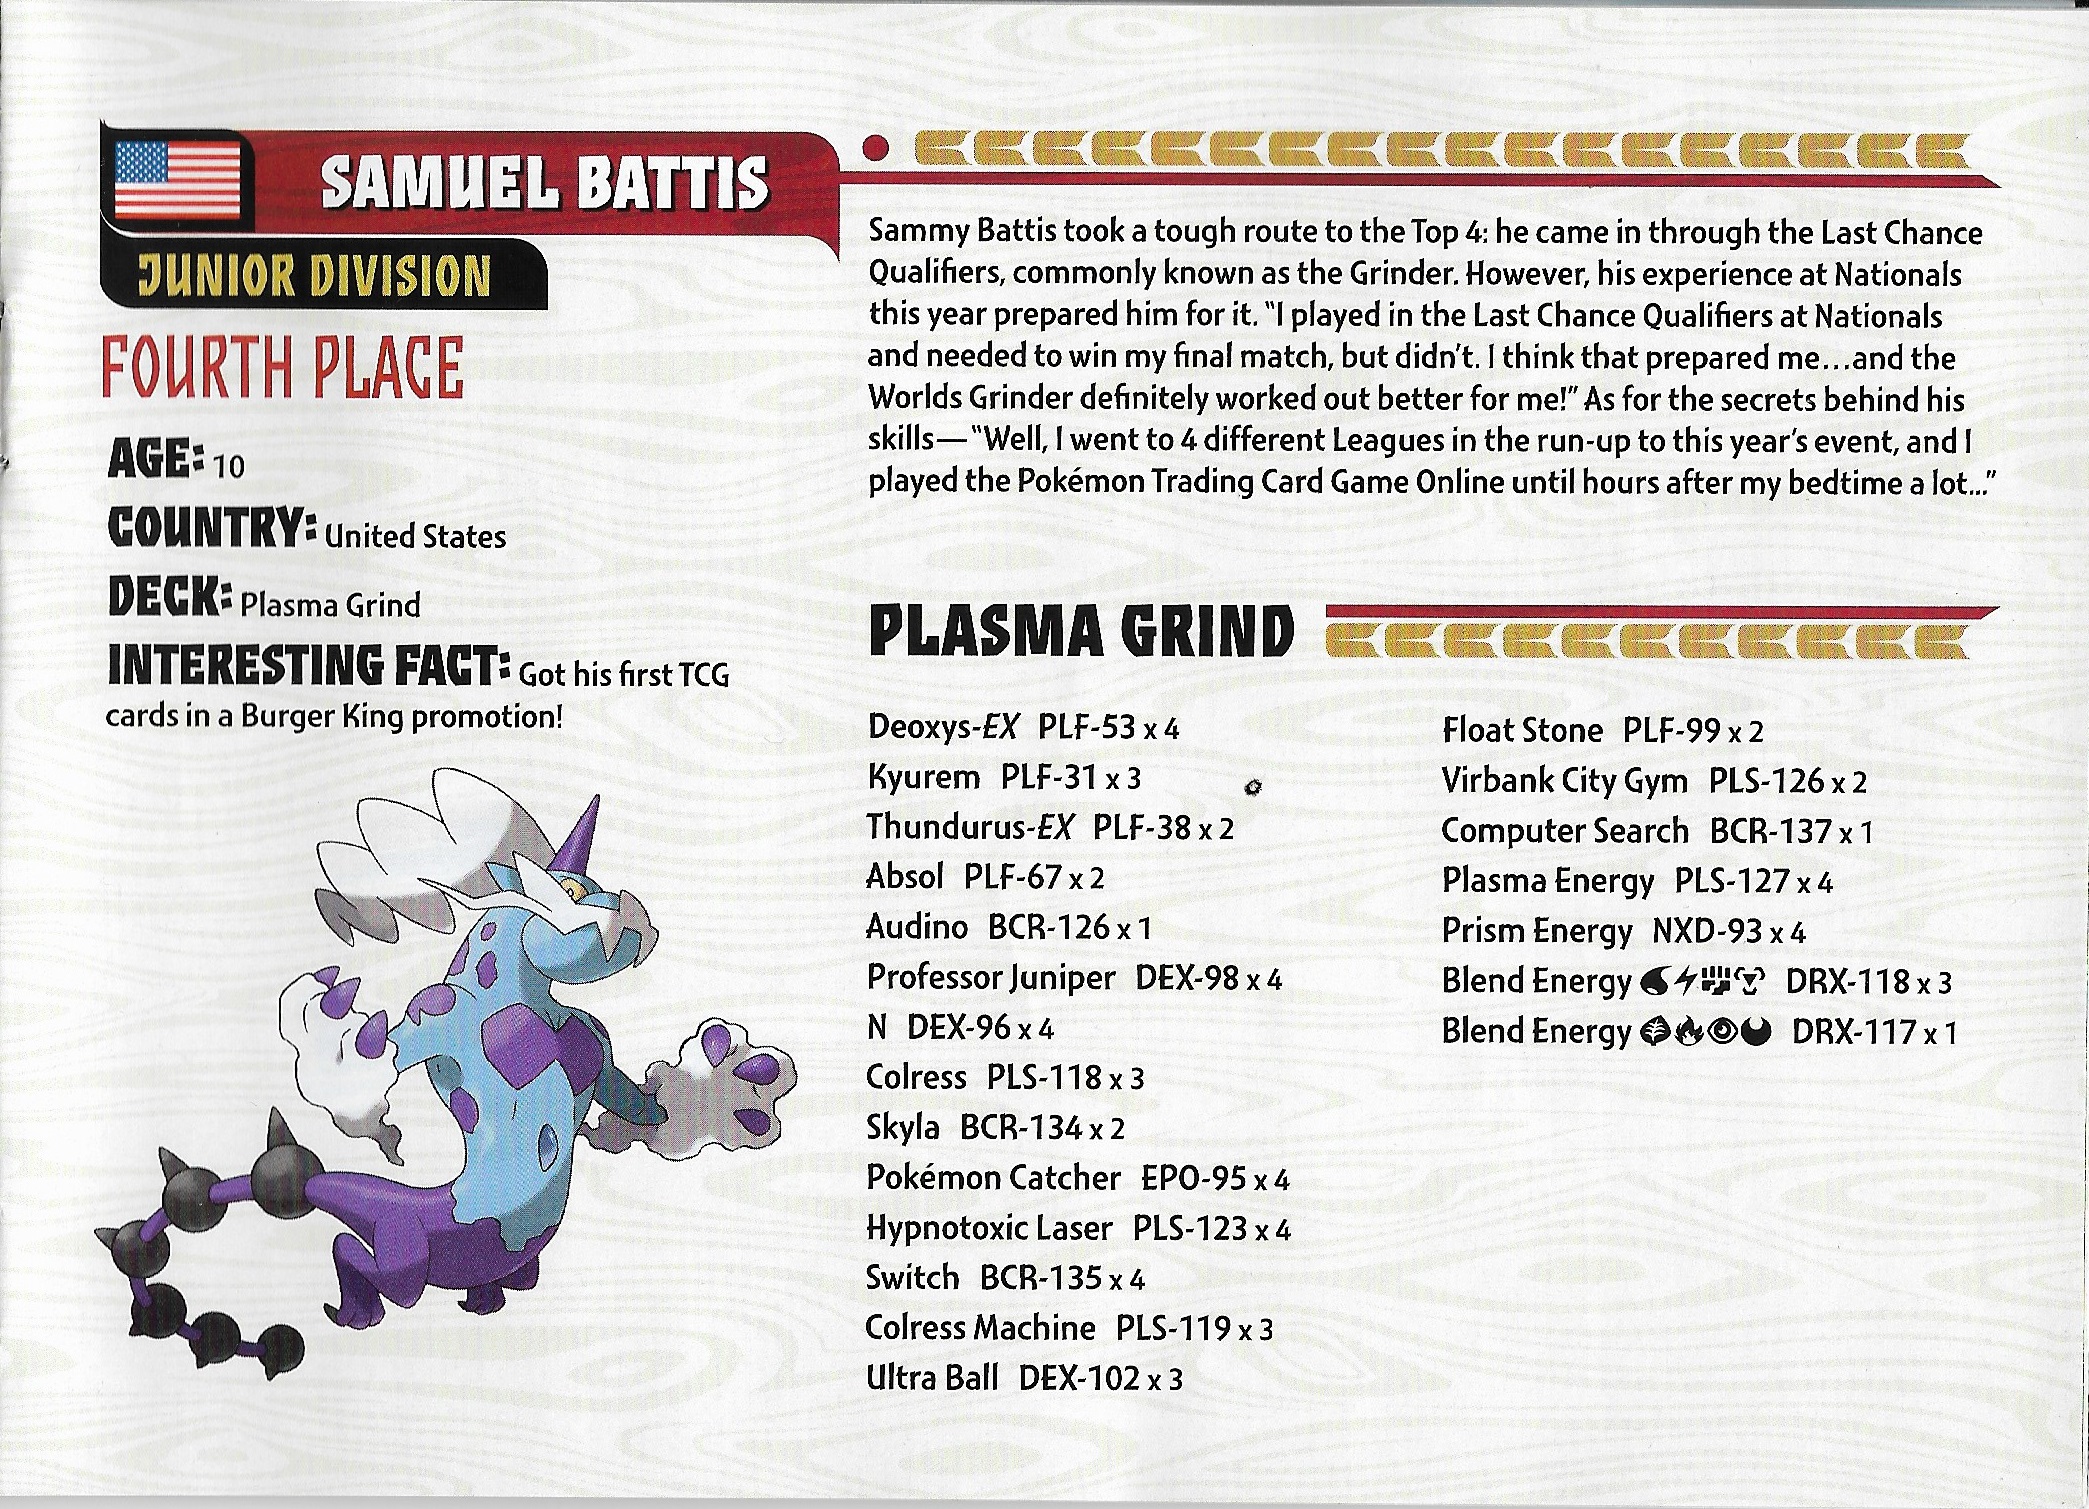 SAMUEL BATTIS
JUNIOR DIVISION
FOURTH PLACE
AGE: 10
COUNTRY: United States
DECK: Plasma Grind
INTERESTING FACT: Got his first TCG
cards in a Burger King promotion!
Sammy Battis took a tough route to the Top 4: he came in through the Last Chance
Qualifiers, commonly known as the Grinder. However, his experience at Nationals
this year prepared him for it. “I played in the Last Chance Qualifiers at Nationals
and needed to win my final match, but didn’t. I think that prepared me...and the
Worlds Grinder definitely worked out better for me!” As for the secrets behind his
skills—“Well, I went to 4 different Leagues in the run-up to this year’s event, and I
played the Pokémon Trading Card Game Online until hours after my bedtime a lot...”
PLASMA GRIND
Deoxys-EX PLF-53 x 4
Kyurem PLF-31 x 3
Thundurus-EX PLF-38 x 2
Absol PLF-67 x 2
Audino BCR-126 x 1
Professor Juniper DEX-98 x 4
N DEX-96 x 4
Colress PLS-118 x 3
Skyla BCR-134 x 2
Pokémon Catcher EPO-95 x 4
Hypnotoxic Laser PLS-123 x 4
Switch BCR-135 x 4
Colress Machine PLS-119 x 3
Ultra Ball DEX-102 x 3
Float Stone PLF-99 x 2
Virbank City Gym PLS-126 x 2
Computer Search BCR-137 x 1
Plasma Energy PLS-127 x 4
Prism Energy NXD-93 x 4
Blend Energy DRX-118 x 3
Blend Energy DRX-117 x 1